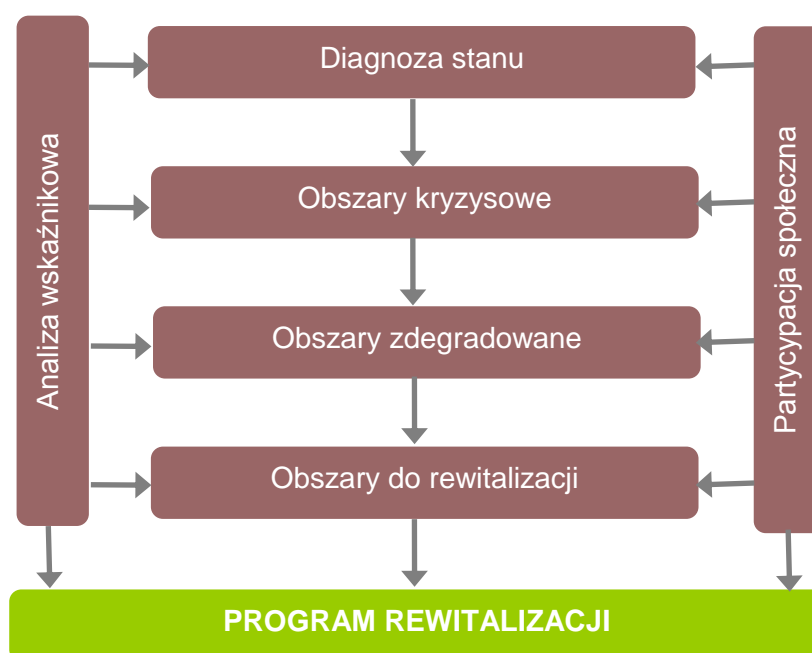 Diagnoza stanu
Analiza wskaźnikowa
Obszary kryzysowe
Partycypacja społeczna
Obszary zdegradowane
Obszary do rewitalizacji
PROGRAM REWITALIZACJI